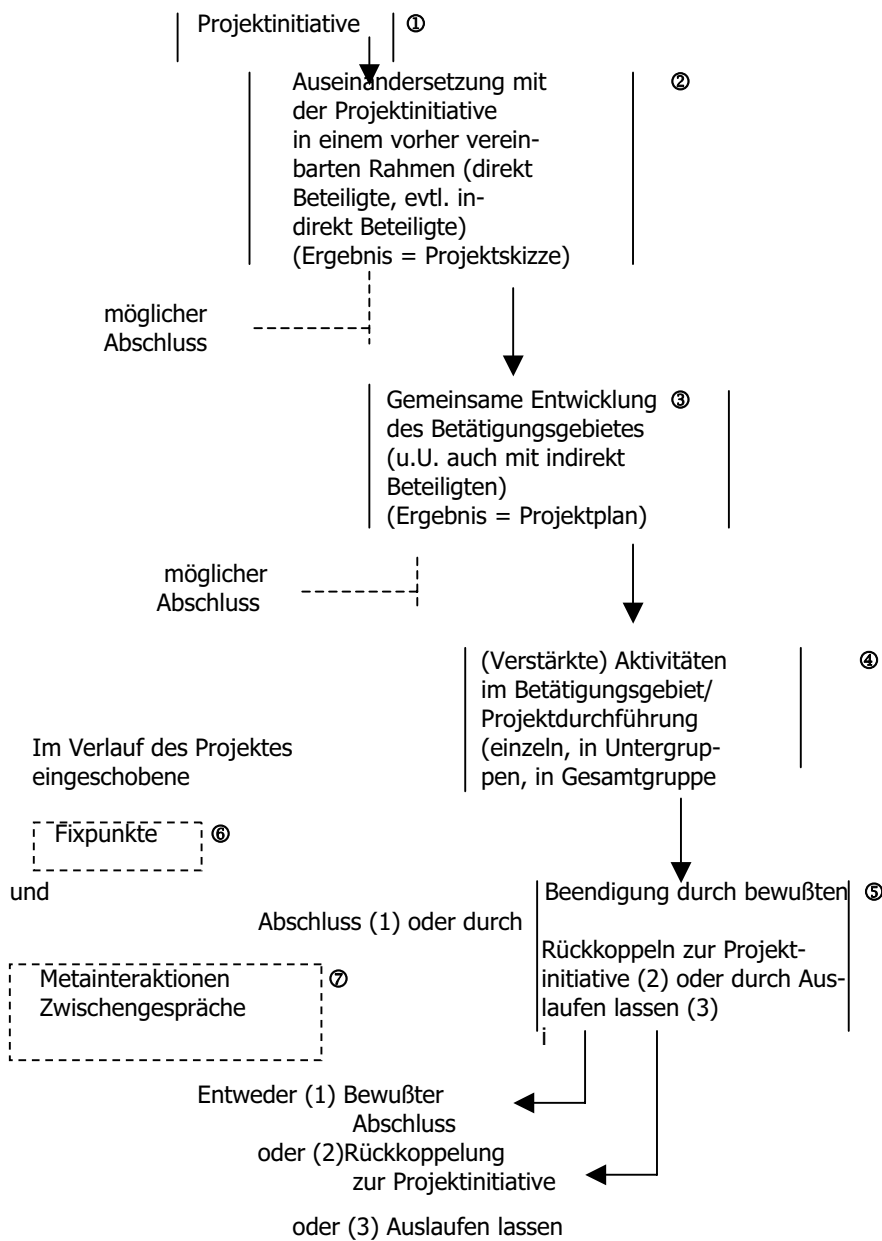 Projektinitiative ①
Auseinandersetzung mit ②
der Projektinitiative
in einem vorher verein-
barten Rahmen (direkt
Beteiligte, evtl. in-
direkt Beteiligte)
(Ergebnis = Projektskizze)
möglicher
Abschluss
Gemeinsame Entwicklung ③
des Betätigungsgebietes
(u.U. auch mit indirekt
Beteiligten)
(Ergebnis = Projektplan)
möglicher
Abschluss
(Verstärkte) Aktivitäten ④
im Betätigungsgebiet/
Projektdurchführung
(einzeln, in Untergrup-
pen, in Gesamtgruppe
Im Verlauf des Projektes
eingeschobene
Fixpunkte ⑥
und
Beendigung durch bewußten ⑤
Abschluss (1) oder durch
Rückkoppeln zur Projekt-
initiative (2) oder durch Aus-
laufen lassen (3)
i
Metainteraktionen ⑦
Zwischengespräche
Entweder (1) Bewußter
Abschluss
oder (2)Rückkoppelung
zur Projektinitiative
oder (3) Auslaufen lassen